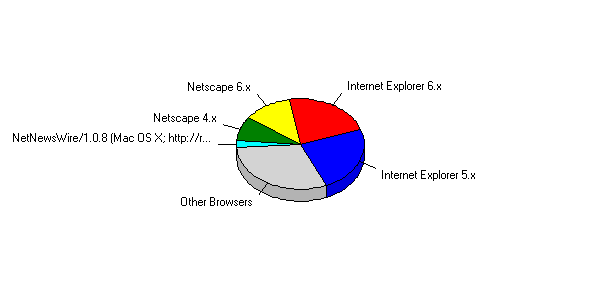 Internet Explorer 6.x
Netscape 6.x
Netscape 4.x
NetNewsWire/1.0.8 (Mac OS X; http://r...
Internet Explorer 5.x
Other Browsers